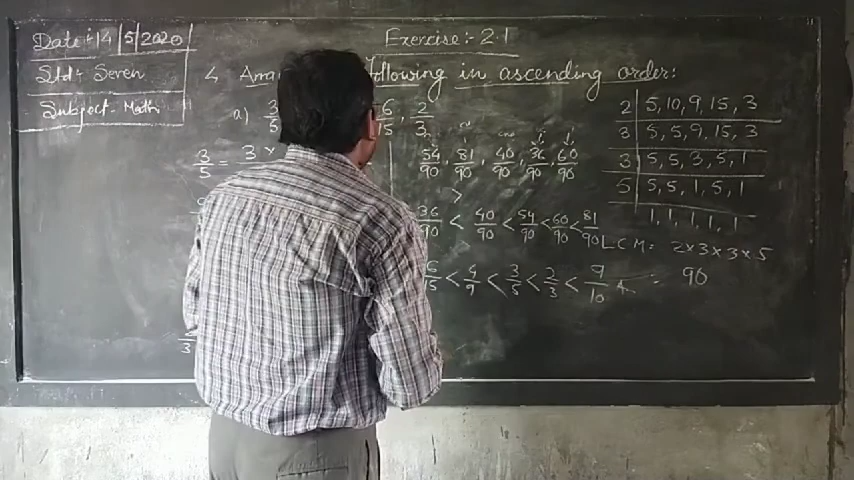 Date :- 14/5/2020
Std :- Seven
Subject :- Math
Exercise :- 2.1
4 following in ascending order:
a) 3/5 6/15, 2/3
3/5 = 3 ×
54/90, 81/90, 40/90, 36/90, 60/90
>
36/90 < 40/90 < 54/90 < 60/90 < 81/90
6/15 < 4/9 < 3/5 < 2/3 < 9/10
2 | 5, 10, 9, 15, 3
3 | 5, 5, 9, 15, 3
3 | 5, 5, 3, 5, 1
5 | 5, 5, 1, 5, 1
1, 1, 1, 1, 1
LCM = 2×3×3×5
= 90